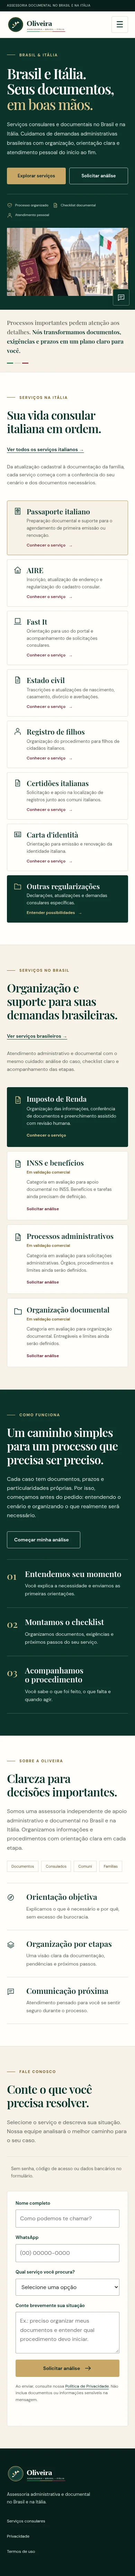 ASSESSORIA DOCUMENTAL NO BRASIL E NA ITÁLIA
Oliveira
BRASIL & ITÁLIA
Brasil e Itália.
Seus documentos,
em boas mãos.
Serviços consulares e documentais no Brasil e na
Itália. Cuidamos de demandas administrativas
diversas com organização, orientação clara e
atendimento pessoal do início ao fim.
Explorar serviços
Solicitar análise
Processo organizado
Checklist documental
Atendimento pessoal
Processos importantes pedem atenção aos
detalhes. Nós transformamos documentos,
exigências e prazos em um plano claro para
você.
SERVIÇOS NA ITÁLIA
Sua vida consular
italiana em ordem.
Ver todos os serviços italianos →
Da atualização cadastral à documentação da família,
encontre o serviço conforme o seu momento e o
cenário dos seus documentos necessários.
Passaporte italiano
Preparação documental e suporte para o
agendamento de primeira emissão ou
renovação.
Conhecer o serviço →
AIRE
Inscrição, atualização de endereço e
regularização do cadastro consular.
Conhecer o serviço →
Fast It
Orientação para uso do portal e
acompanhamento de solicitações
consulares.
Conhecer o serviço →
Estado civil
Transcrições e atualizações de nascimento,
casamento, divórcio e averbações.
Conhecer o serviço →
Registro de filhos
Organização do procedimento para filhos de
cidadãos italianos.
Conhecer o serviço →
Certidões italianas
Solicitação e apoio na localização de
registro junto aos comuni italianos.
Conhecer o serviço →
Carta d'identità
Orientação para emissão e renovação da
identidade italiana.
Conhecer o serviço →
Outras regularizações
Declarações, atualizações e demandas
consulares específicas.
Entender possibilidades →
SERVIÇOS NO BRASIL
Organização e
suporte para suas
demandas brasileiras.
Ver serviços brasileiros →
Atendimento administrativo e documental com o
mesmo cuidado: análise do caso, checklist claro e
acompanhamento das etapas.
Imposto de Renda
Organização das informações, conferência
de documentos e preenchimento assistido
com revisão humana.
Conhecer o serviço
INSS e benefícios
Em validação comercial
Categoria em avaliação para apoio
documental no INSS. Benefícios e tarefas
ainda precisam de definição.
Solicitar análise
Processos administrativos
Em validação comercial
Categoria em avaliação para solicitações
administrativas. Órgãos, procedimentos e
limites ainda serão definidos.
Solicitar análise
Organização documental
Em validação comercial
Categoria em avaliação para organização
documental. Entregáveis e limites ainda
serão definidos.
Solicitar análise
COMO FUNCIONA
Um caminho simples
para um processo que
precisa ser preciso.
Cada caso tem documentos, prazos e
particularidades próprias. Por isso,
começamos antes do pedido: entendendo o
cenário e organizando o que realmente será
necessário.
Começar minha análise
01 Entendemos seu momento
Você explica a necessidade e enviamos as
primeiras orientações.
02 Montamos o checklist
Organizamos documentos, exigências e
próximos passos do seu serviço.
03 Acompanhamos
o procedimento
Você sabe o que foi feito, o que falta e
quando agir.
SOBRE A OLIVEIRA
Clareza para
decisões importantes.
Somos uma assessoria independente de apoio
documental e administrativo no Brasil e na
Itália. Organizamos informações e
procedimentos com orientação clara em cada
etapa.
Documentos
Consulados
Comuni
Famílias
Orientação objetiva
Explicamos o que é necessário e por quê,
sem excesso de burocracia.
Organização por etapas
Uma visão clara de documentação,
pendências e próximos passos.
Comunicação próxima
Atendimento pensado para você se sentir
seguro durante o processo.
FALE CONOSCO
Conte o que você
precisa resolver.
Selecione o serviço e descreva sua situação.
Nossa equipe analisará o melhor caminho para
o seu caso.
Sem senha, código de acesso ou dados bancários no
formulário.
Nome completo
Como podemos te chamar?
WhatsApp
(00) 00000-0000
Qual serviço você procura?
Selecione uma opção
Conte brevemente sua situação
Ex.: preciso organizar meus
documentos e entender qual
procedimento devo iniciar
Solicitar análise →
Ao enviar, consulte nossa Política de Privacidade. Não
inclua documentos ou informações sensíveis na
mensagem.
Oliveira
Assessoria administrativa e documental
no Brasil e na Itália.
Serviços consulares
Privacidade
Termos de uso